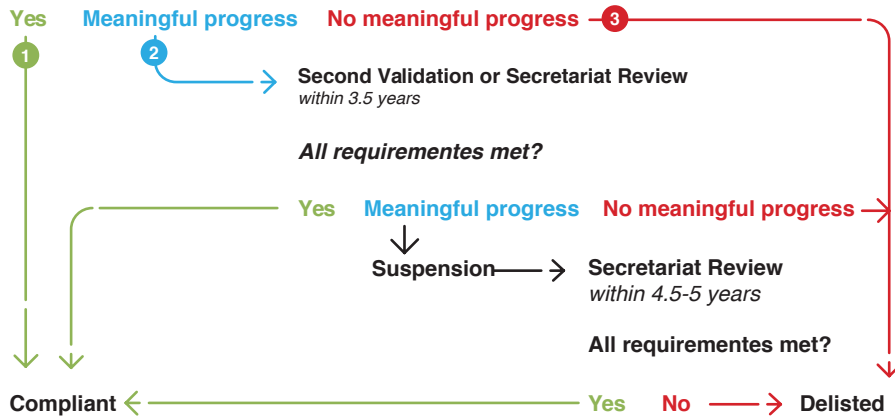 Yes Meaningful progress No meaningful progress 3
1 2
Second Validation or Secretariat Review
within 3.5 years
All requirementes met?
Yes Meaningful progress No meaningful progress
Suspension Secretariat Review
within 4.5-5 years
All requirementes met?
Compliant Yes No Delisted